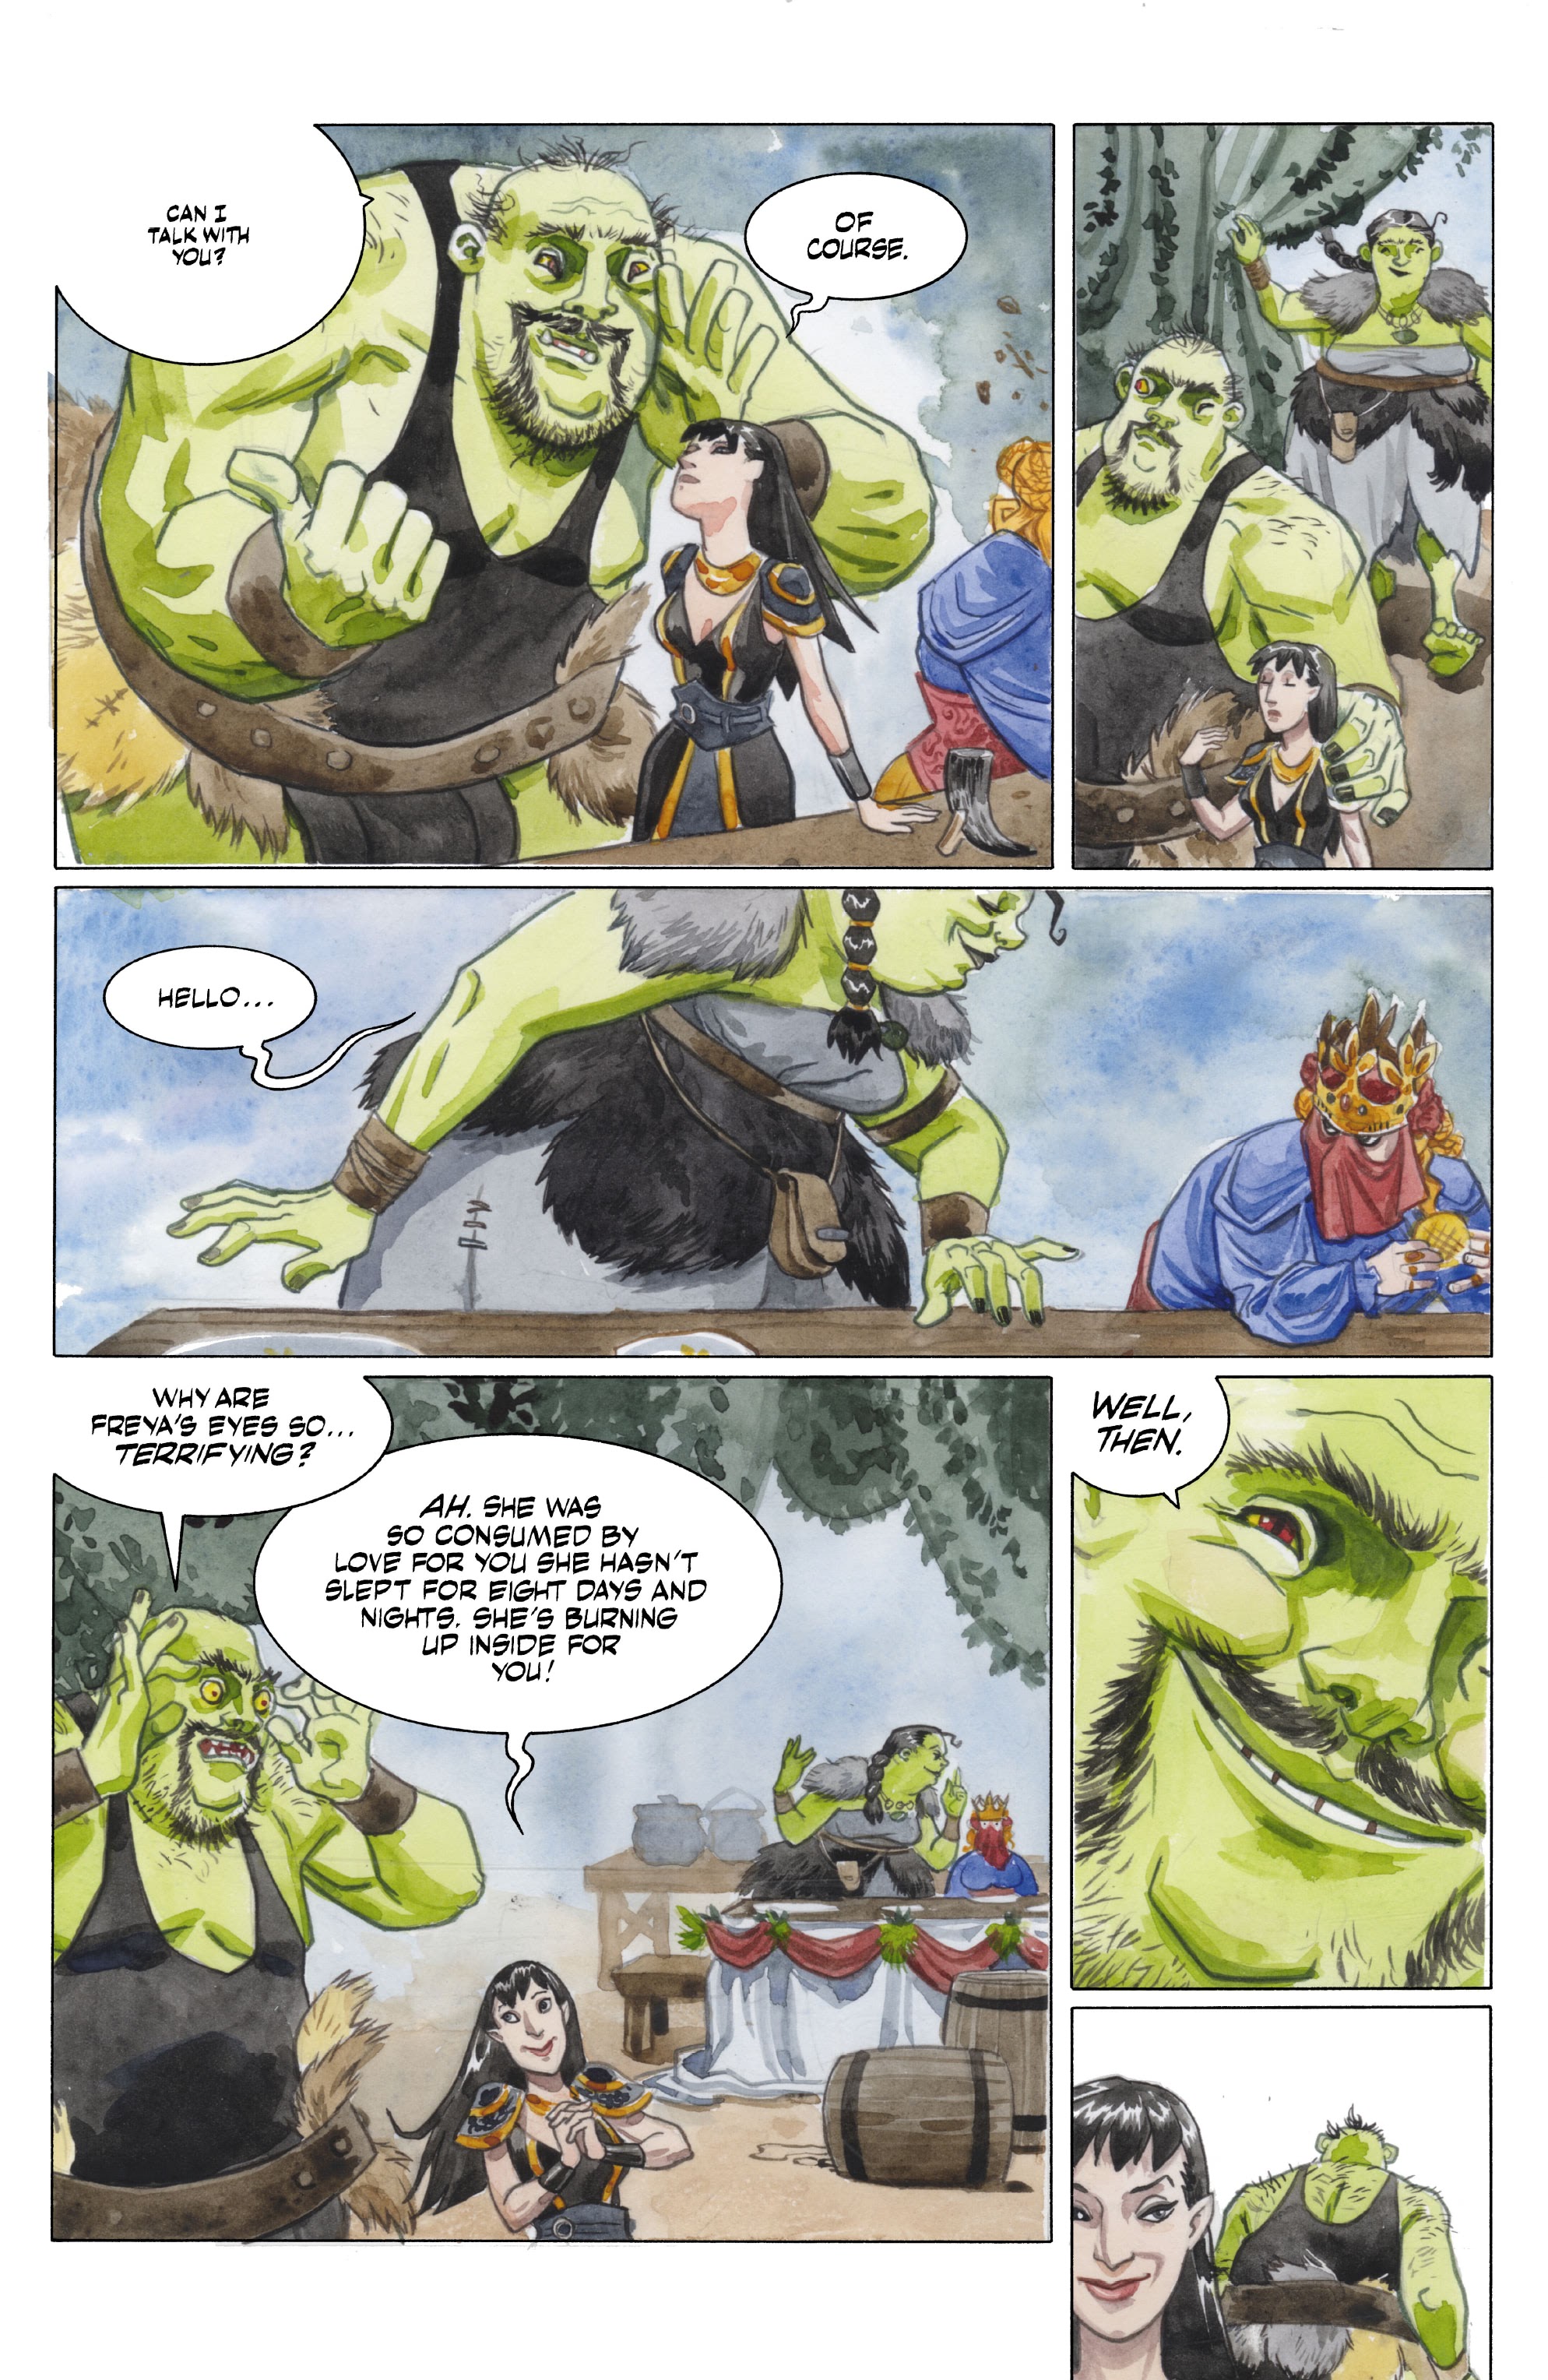 CAN I
TALK WITH
YOU?
OF
COURSE.
HELLO...
WHY ARE
FREYA'S EYES SO...
TERRIFYING?
AH. SHE WAS
SO CONSUMED BY
LOVE FOR YOU SHE HASN'T
SLEPT FOR EIGHT DAYS AND
NIGHTS. SHE'S BURNING
UP INSIDE FOR
YOU!
WELL,
THEN.